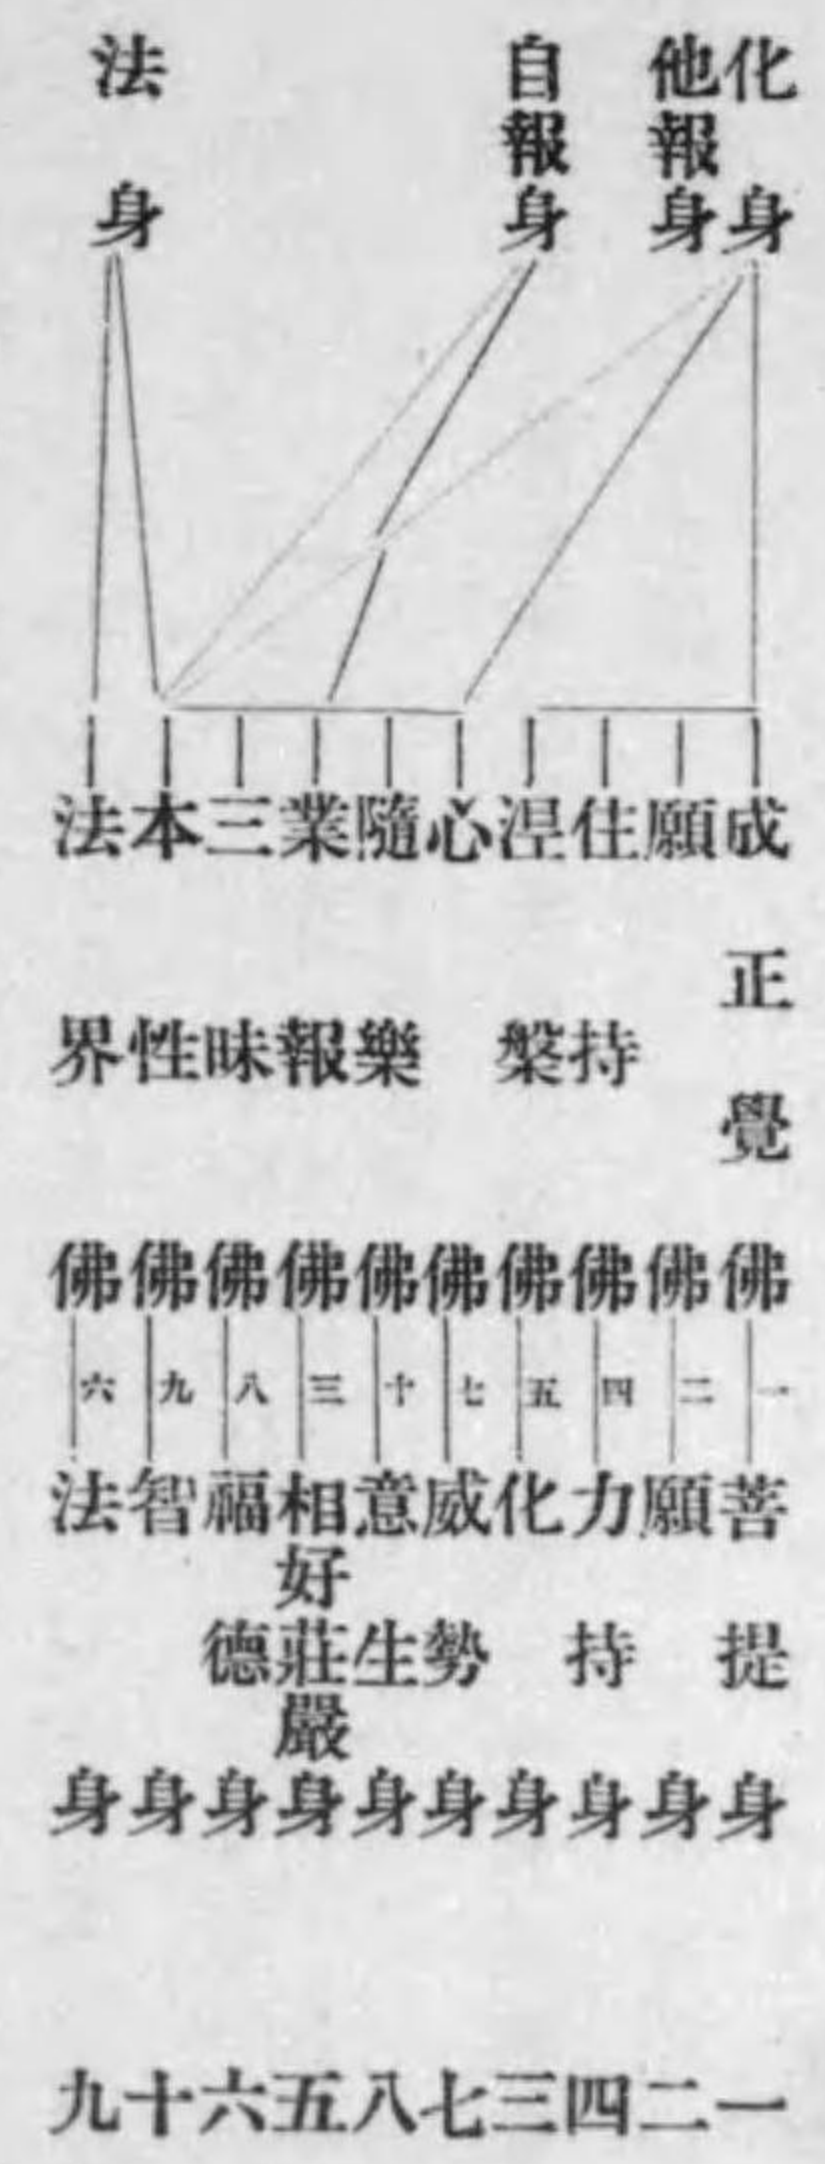 化身
他報身
自報身
法身
成正覺佛 一 菩提身 一
願佛 二 願身 二
住持佛 四 力持身 四
涅槃佛 五 化身 三
心佛 七 威勢身 七
隨樂佛 十 意生身 八
業報佛 三 相好莊嚴身 五
三昧佛 八 福德身 六
本性佛 九 智身 十
法界佛 六 法身 九